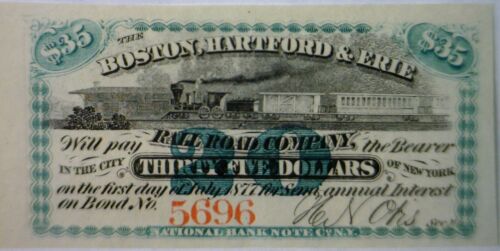 $35 $35
THE
BOSTON, HARTFORD & ERIE
RAIL ROAD COMPANY,
Will pay the Bearer
IN THE CITY THIRTY FIVE DOLLARS OF NEW YORK
on the first day of July 1877 for Semi annual Interest
on Bond No. 5696
NATIONAL BANK NOTE Co. N.Y.